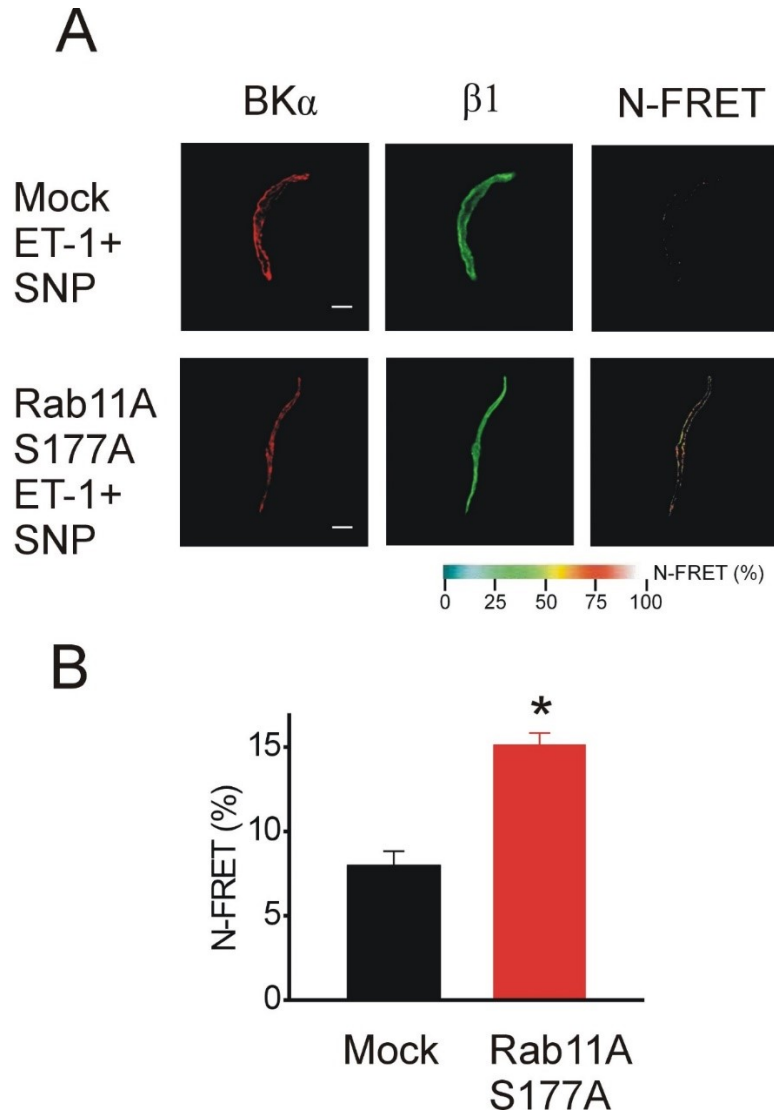 A
BKα β1 N-FRET
Mock
ET-1+
SNP
Rab11A
S177A
ET-1+
SNP
N-FRET (%)
0 25 50 75 100
B
*
15
10
5
0
N-FRET (%)
Mock Rab11A
S177A